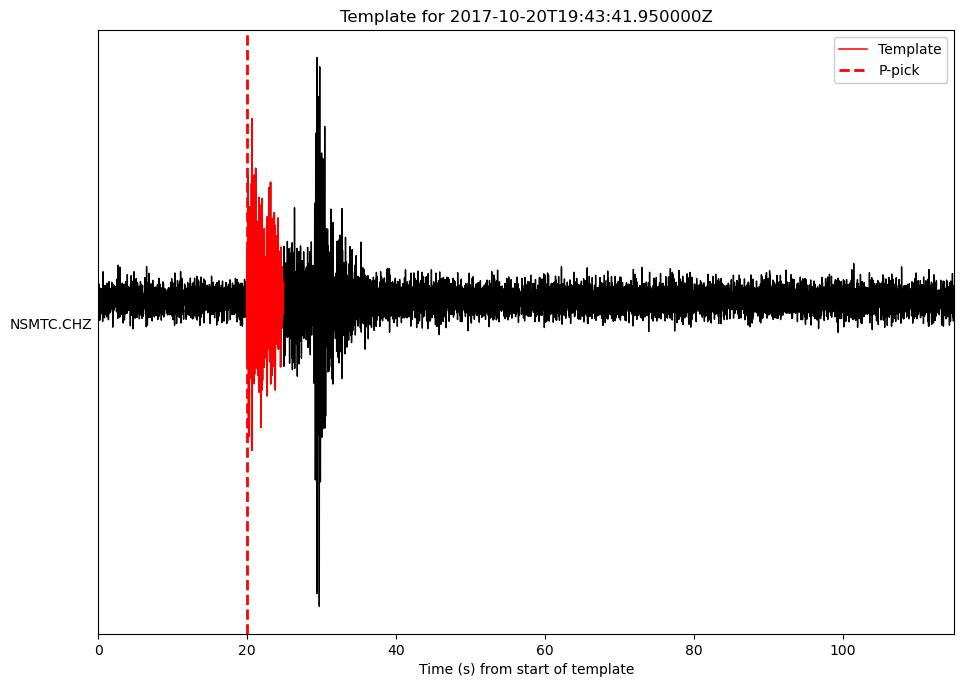 Template for 2017-10-20T19:43:41.950000Z
Template
P-pick
NSMTC.CHZ
0 20 40 60 80 100
Time (s) from start of template